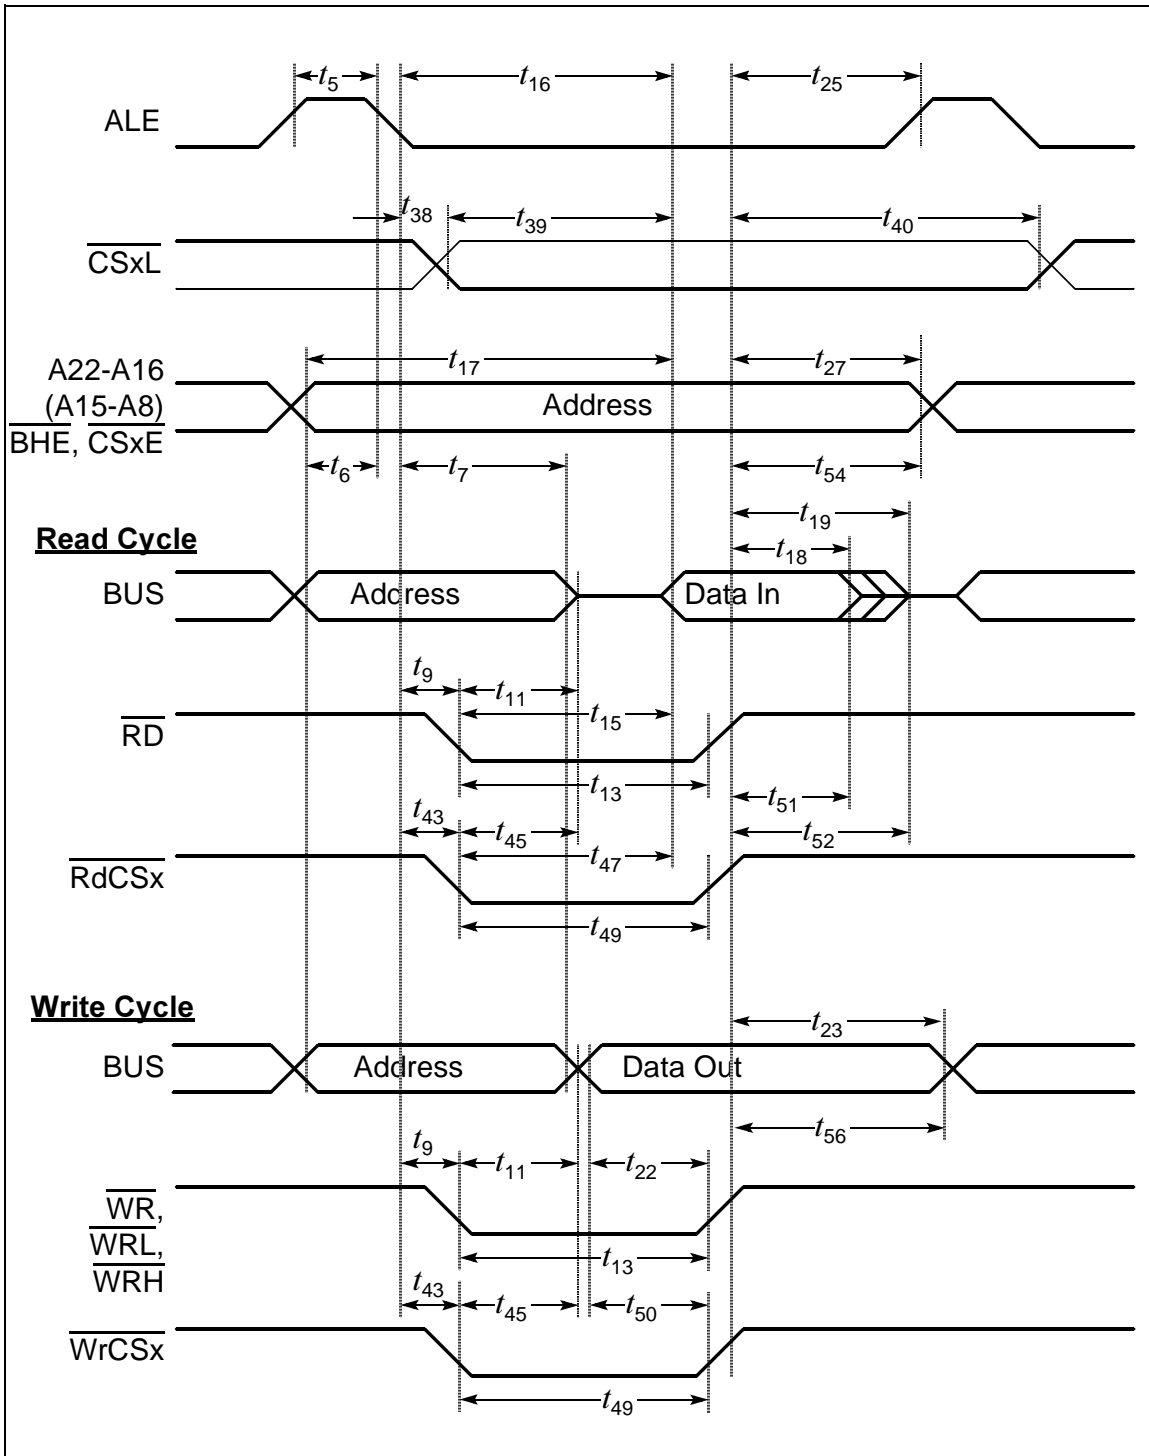 t5 t16 t25
ALE
t38 t39 t40
CSxL
t17 t27
A22-A16
(A15-A8)
BHE, CSxE
Address
t6 t7 t54
t19
Read Cycle
t18
BUS Address Data In
t9 t11
t15
RD
t13 t51
t43 t45 t52
t47
RdCSx
t49
Write Cycle
t23
BUS Address Data Out
t56
t9 t11 t22
WR,
WRL,
t13
WRH
t43 t45 t50
WrCSx
t49